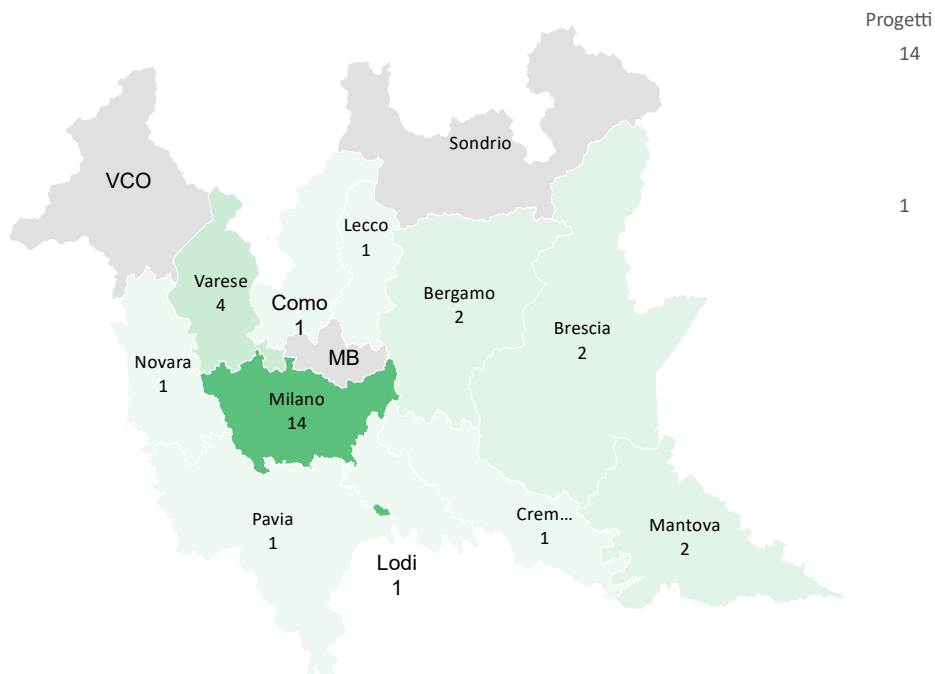 Progetti
14
1
Sondrio
VCO
Lecco
1
Varese
4
Bergamo
2
Como
1
Brescia
2
MB
Novara
1
Milano
14
Pavia
1
Crem...
1
Mantova
2
Lodi
1